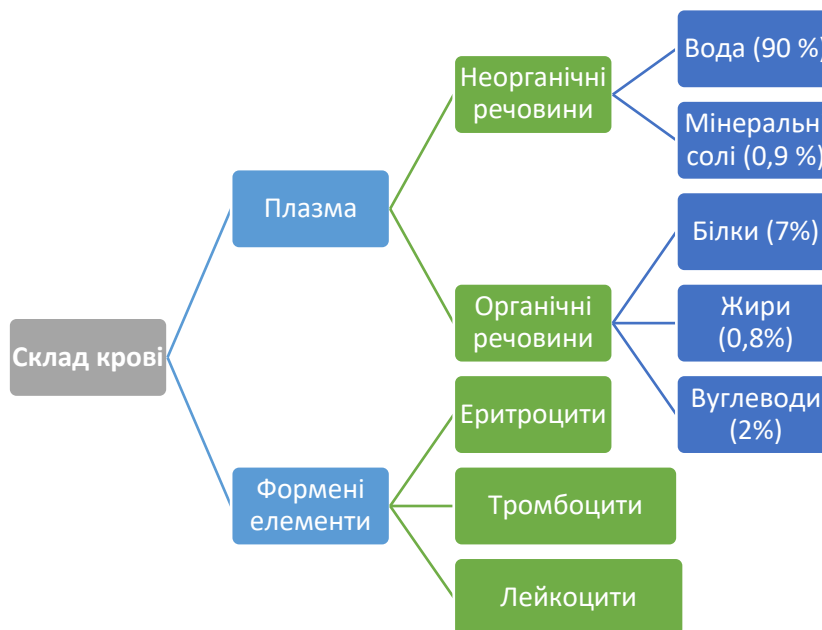 Склад крові
Плазма
Неорганічні
речовини
Вода (90 %)
Мінеральн
солі (0,9 %)
Органічні
речовини
Білки (7%)
Жири
(0,8%)
Вуглеводи
(2%)
Формені
елементи
Еритроцити
Тромбоцити
Лейкоцити